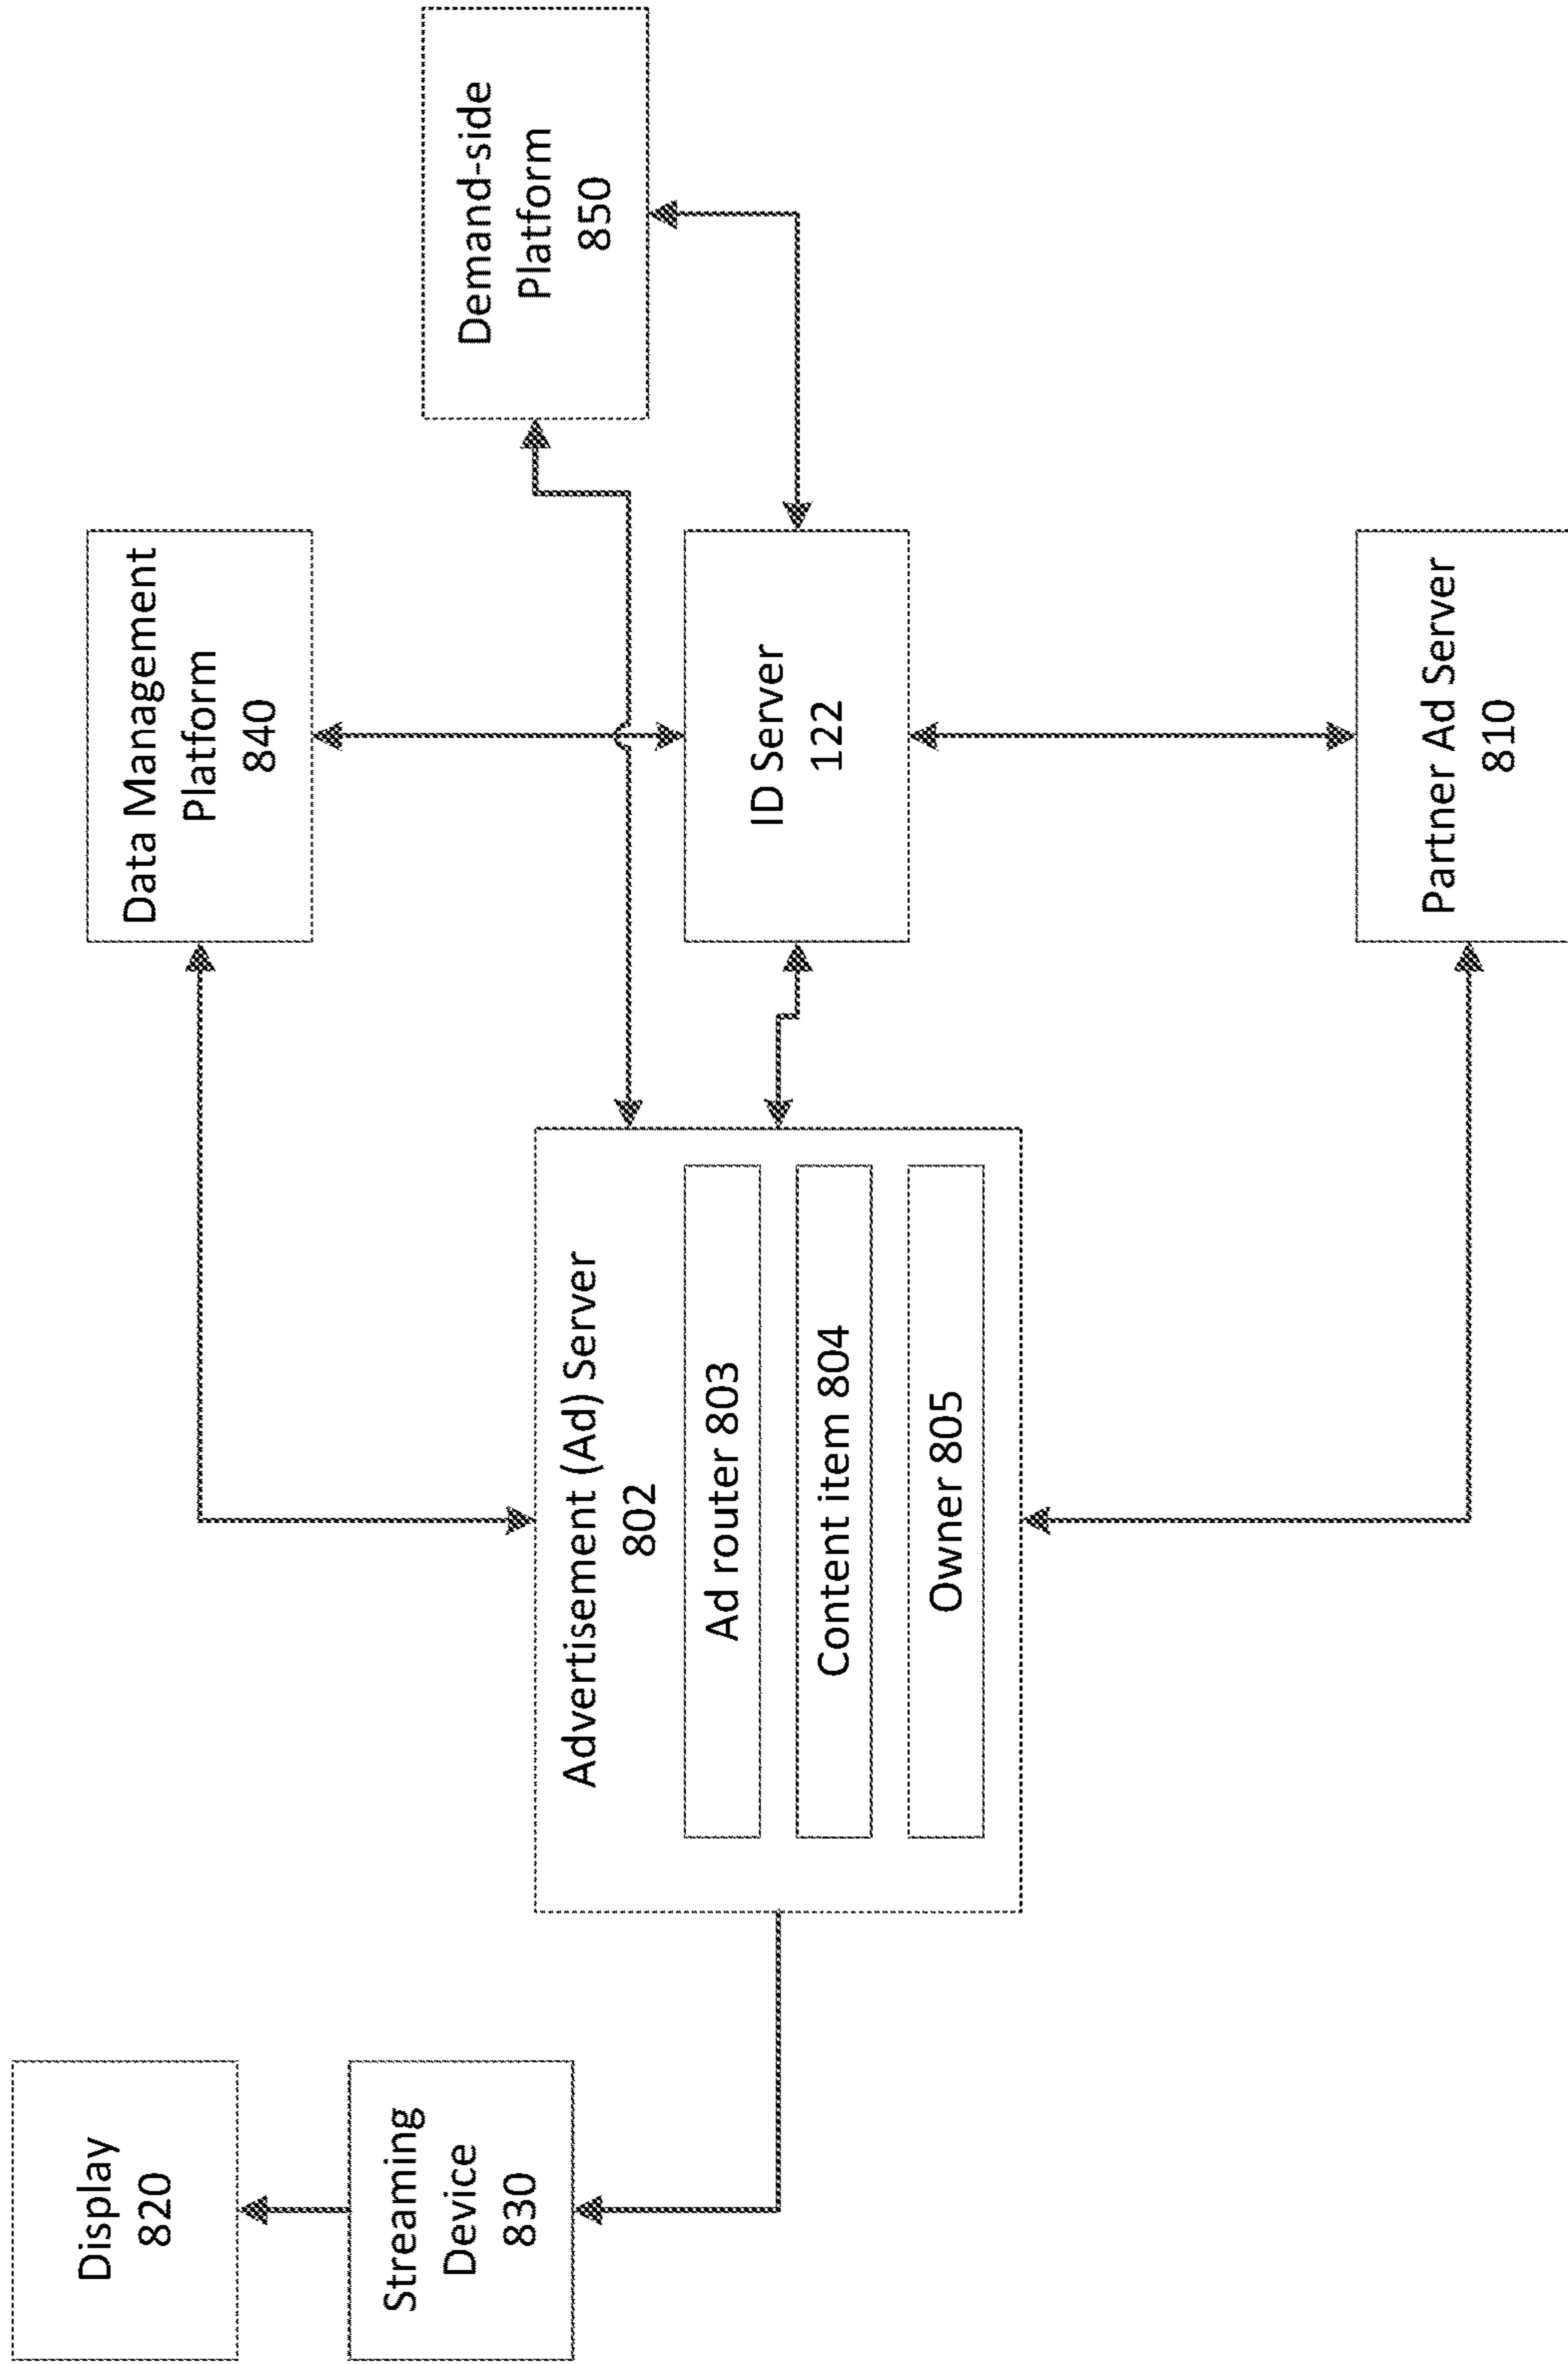 Display
820
Streaming
Device
830
Advertisement (Ad) Server
802
Ad router 803
Content item 804
Owner 805
Data Management
Platform
840
ID Server
122
Partner Ad Server
810
Demand-side
Platform
850